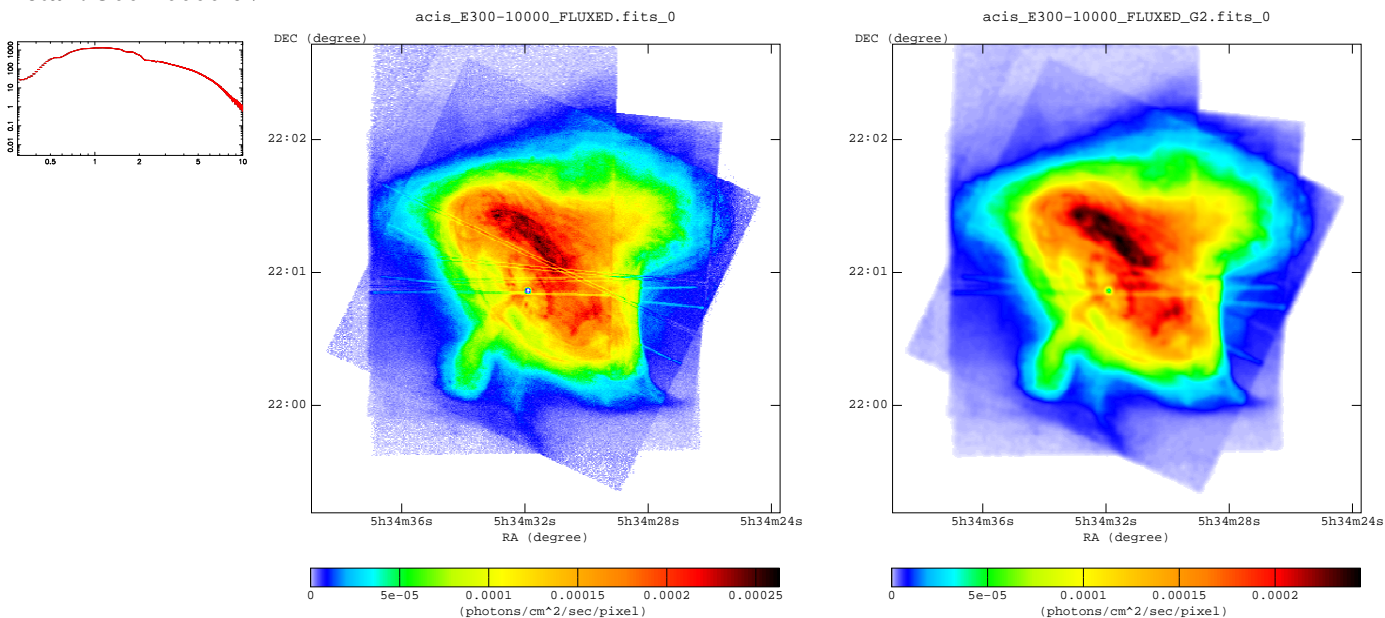 acis_E300-10000_FLUXED.fits_0
DEC (degree)
22:02
22:01
22:00
5h34m36s 5h34m32s 5h34m28s 5h34m24s
RA (degree)
0 5e-05 0.0001 0.00015 0.0002 0.00025
(photons/cm^2/sec/pixel)
acis_E300-10000_FLUXED_G2.fits_0
DEC (degree)
22:02
22:01
22:00
5h34m36s 5h34m32s 5h34m28s 5h34m24s
RA (degree)
0 5e-05 0.0001 0.00015 0.0002
(photons/cm^2/sec/pixel)
1000
100
10
1
0.1
0.01
0.5 1 2 5 10